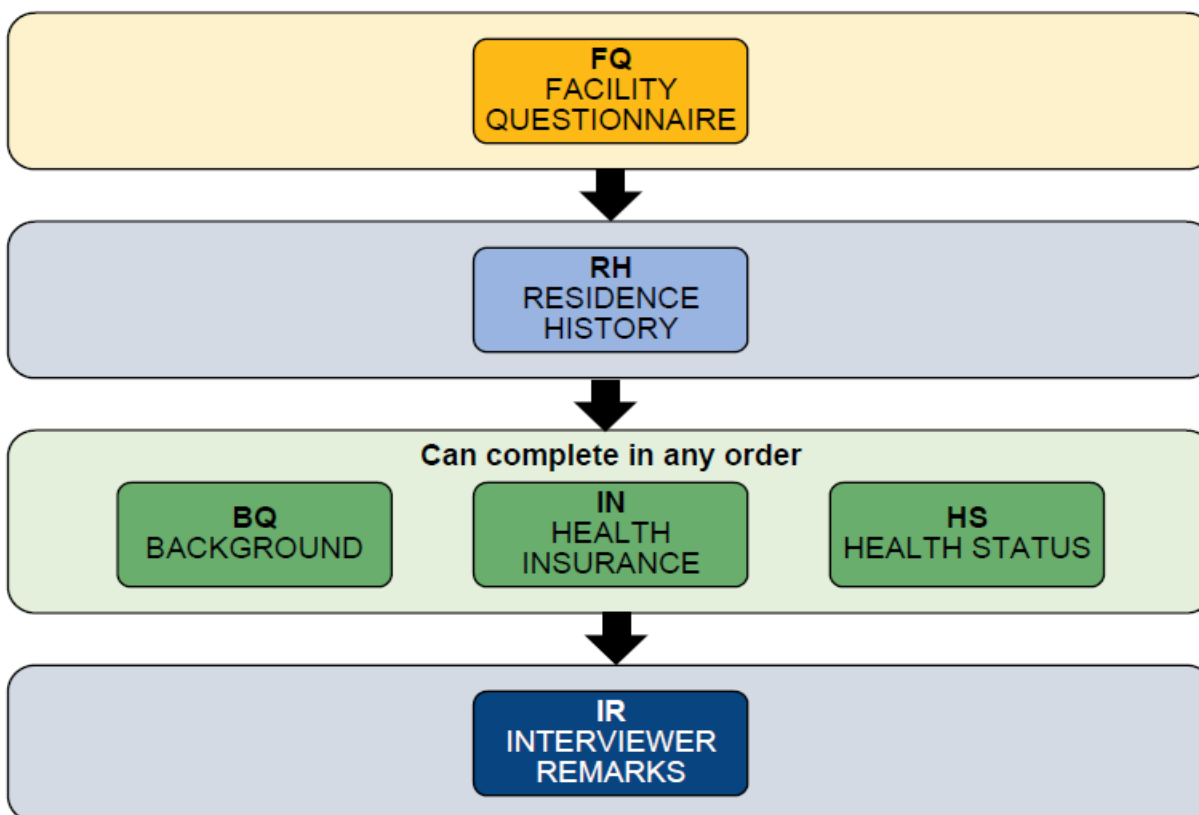 FQ
FACILITY
QUESTIONNAIRE
RH
RESIDENCE
HISTORY
Can complete in any order
BQ
BACKGROUND
IN
HEALTH
INSURANCE
HS
HEALTH STATUS
IR
INTERVIEWER
REMARKS